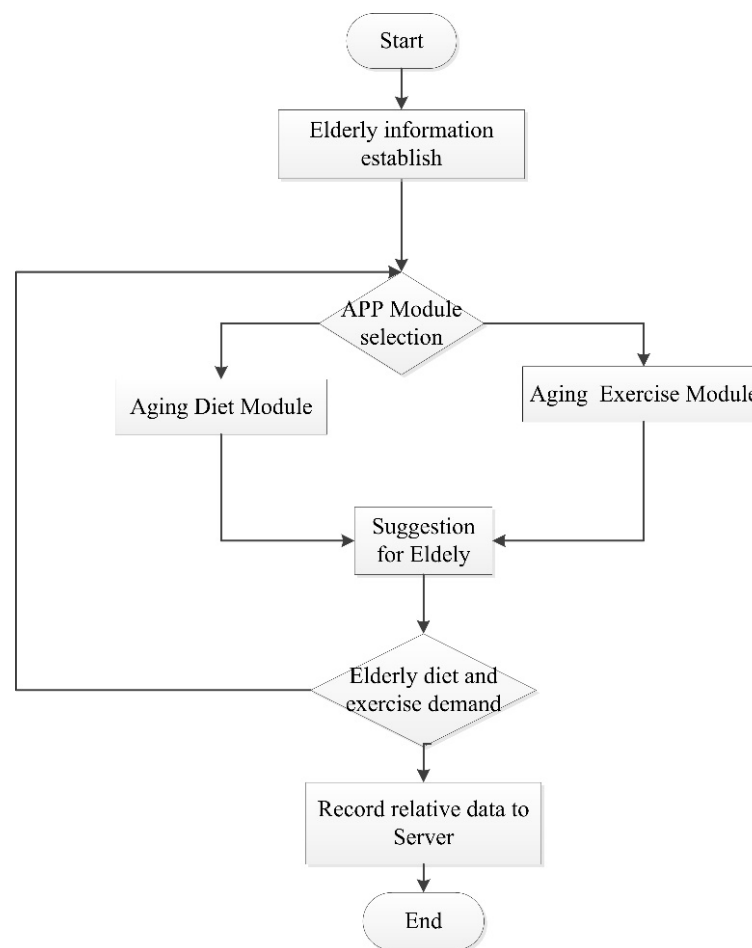 Start
Elderly information
establish
APP Module
selection
Aging Diet Module
Aging Exercise Module
Suggestion
for Eldely
Elderly diet and
exercise demand
Record relative data to
Server
End